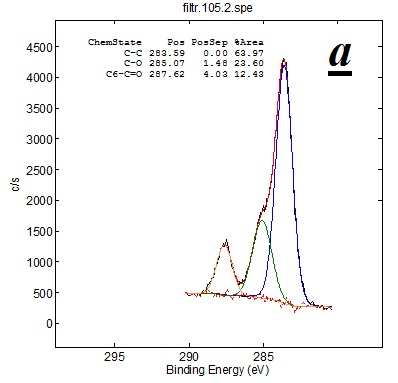 filtr.105.2.spe
ChemState Pos PosSep %Area
C-C 283.59 0.00 63.97
C-O 285.07 1.48 23.60
C6-C=O 287.62 4.03 12.43
a
4500
4000
3500
3000
2500
2000
1500
1000
500
0
c/s
295 290 285
Binding Energy (eV)